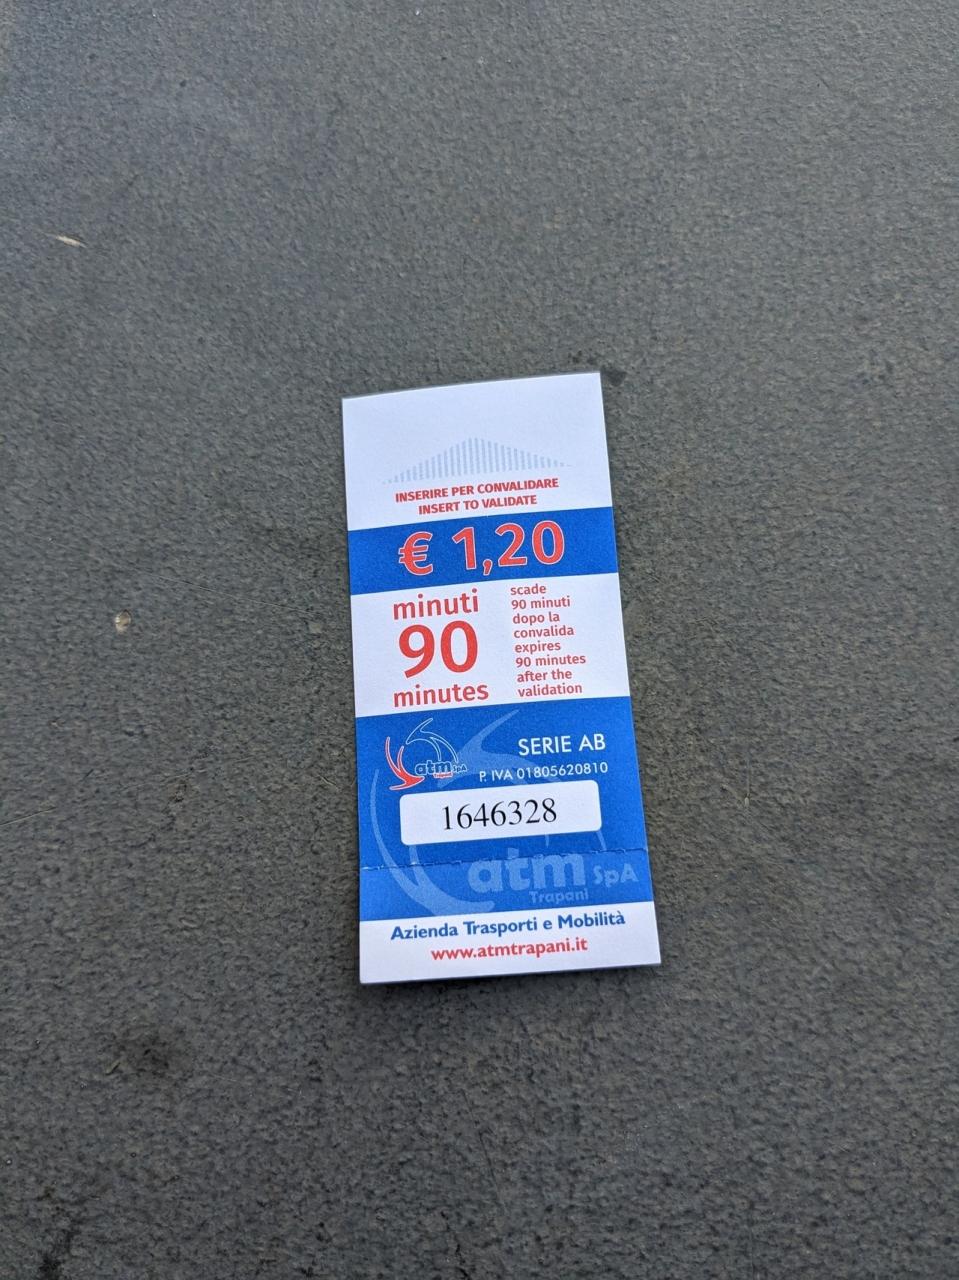 INSERIRE PER CONVALIDARE
INSERT TO VALIDATE
€ 1,20
minuti
90
minutes
scade
90 minuti
dopo la
convalida
expires
90 minutes
after the
validation
atm SpA
Trapani
SERIE AB
P. IVA 01805620810
1646328
atm SpA
Trapani
Azienda Trasporti e Mobilità
www.atmtrapani.it